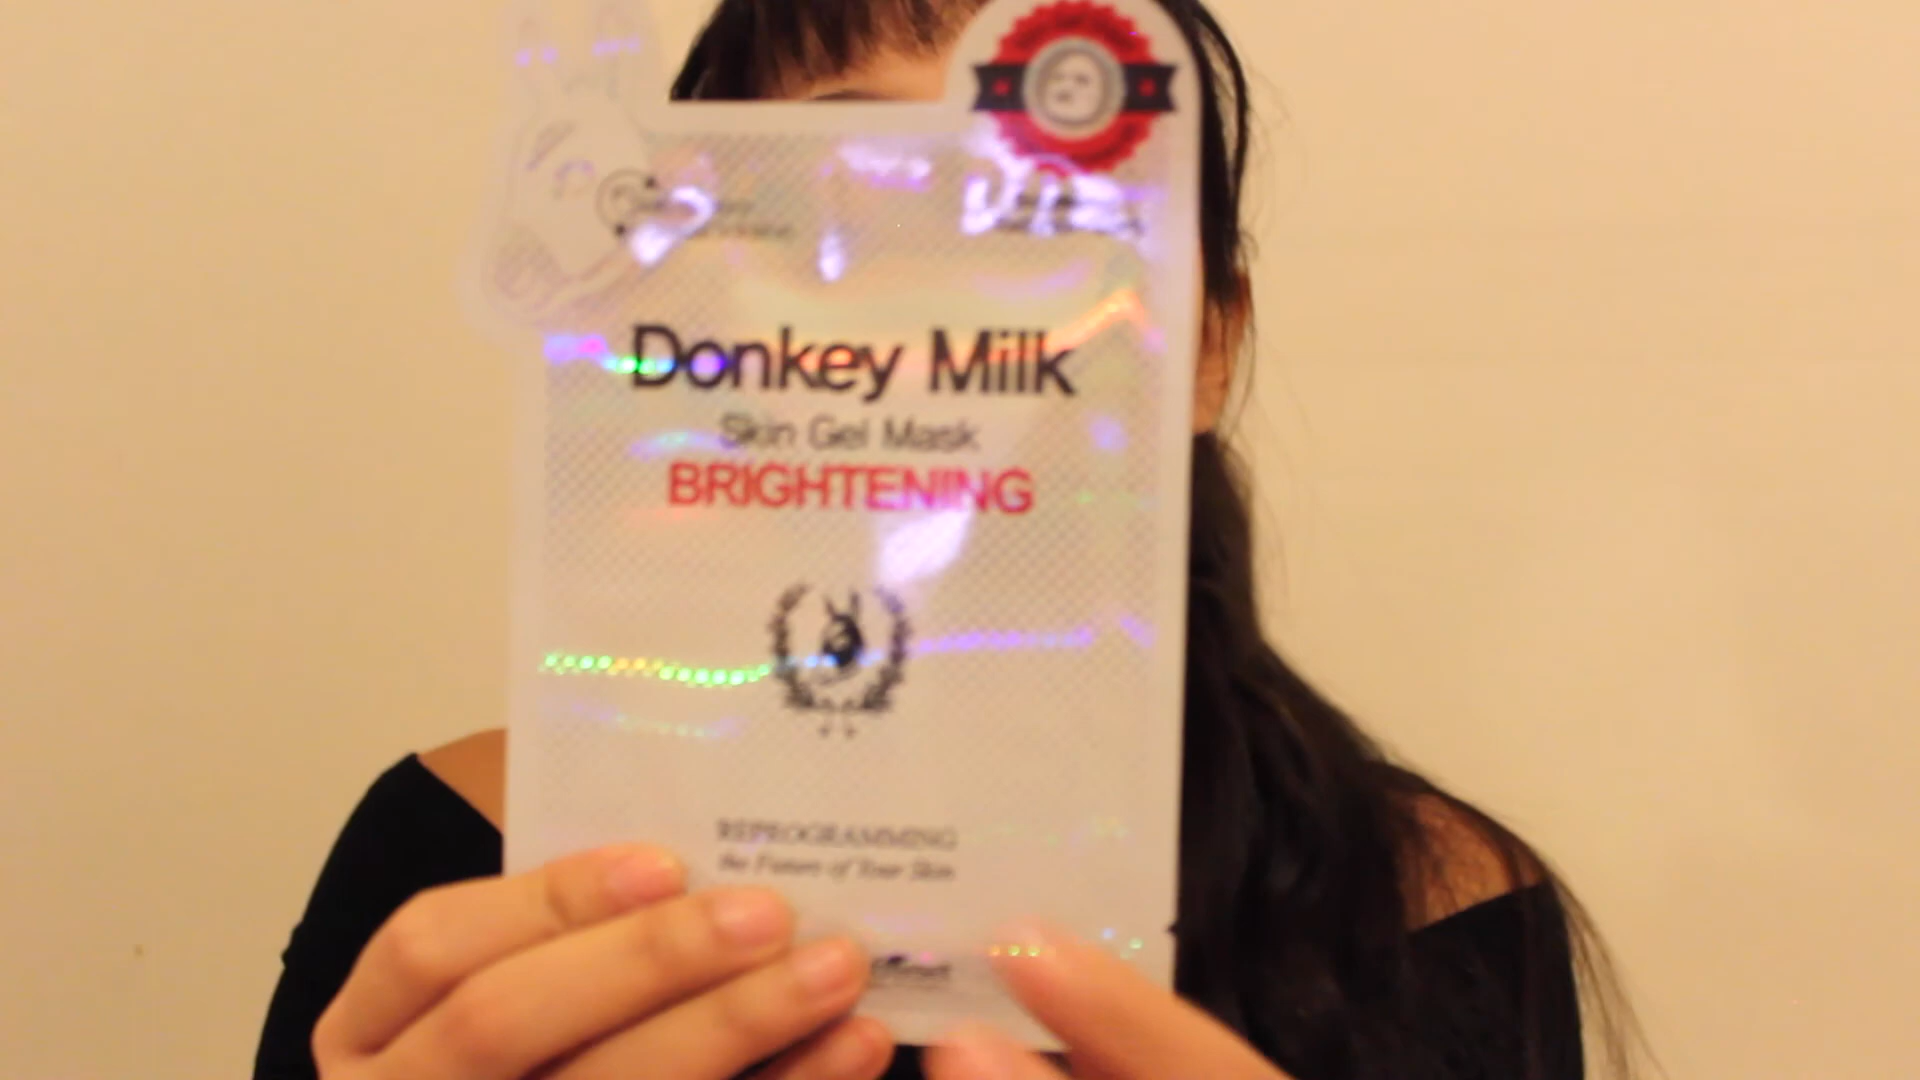 Donkey Milk
Skin Gel Mask
BRIGHTENING
REPROGRAMMING
the Future of Your Skin